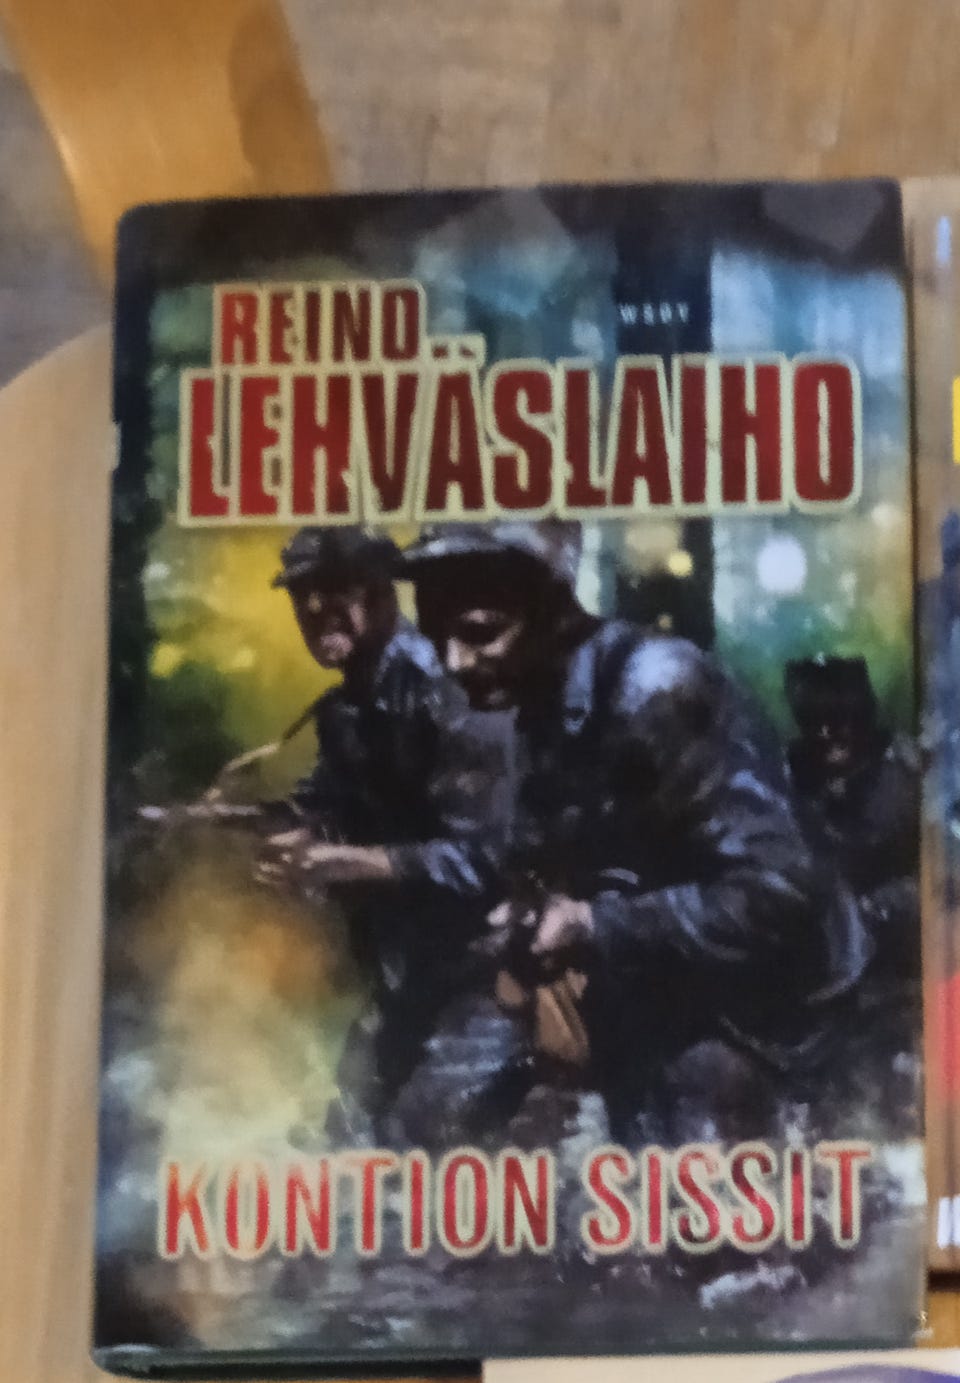 REINO
WSOY
LEHVÄSLAIHO
KONTION SISSIT